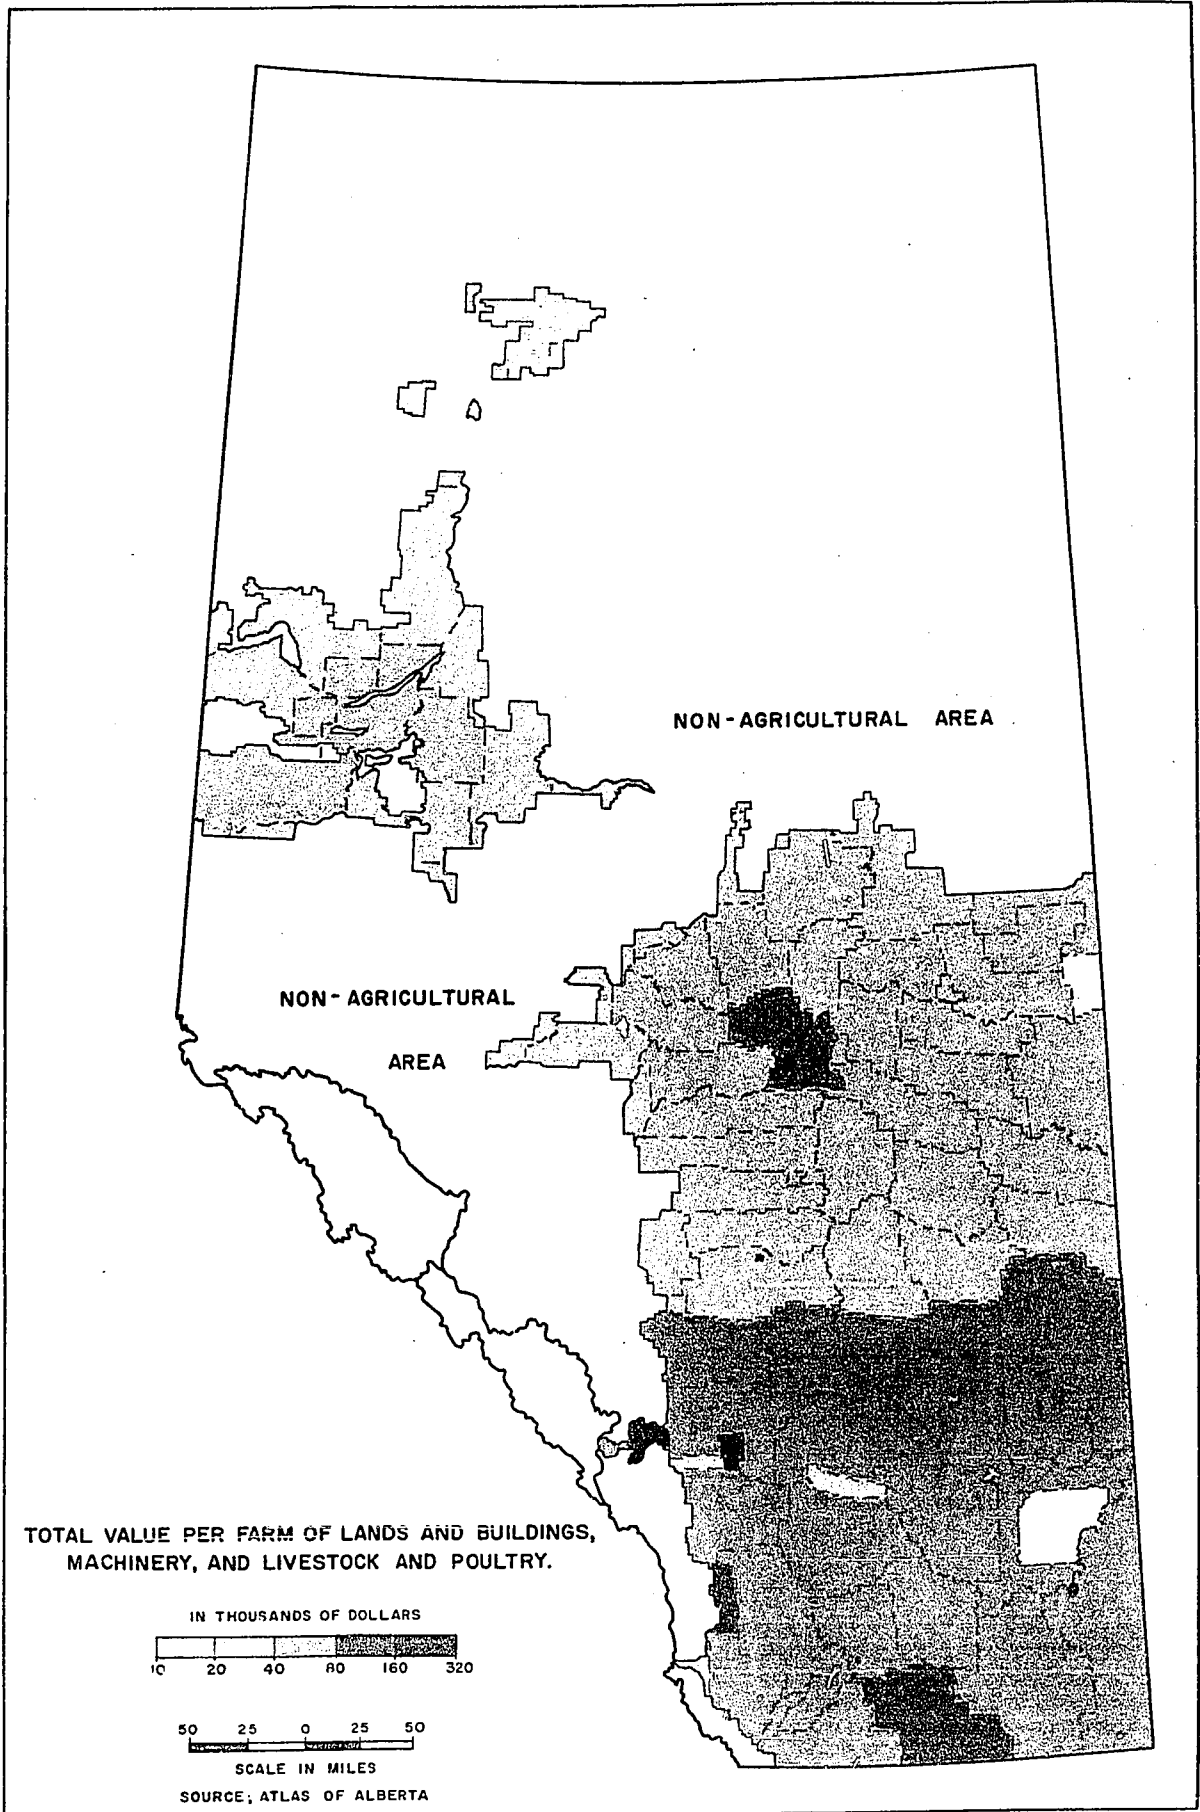 NON-AGRICULTURAL AREA
NON-AGRICULTURAL
AREA
TOTAL VALUE PER FARM OF LANDS AND BUILDINGS,
MACHINERY, AND LIVESTOCK AND POULTRY.
IN THOUSANDS OF DOLLARS
10 20 40 80 160 320
50 25 0 25 50
SCALE IN MILES
SOURCE; ATLAS OF ALBERTA